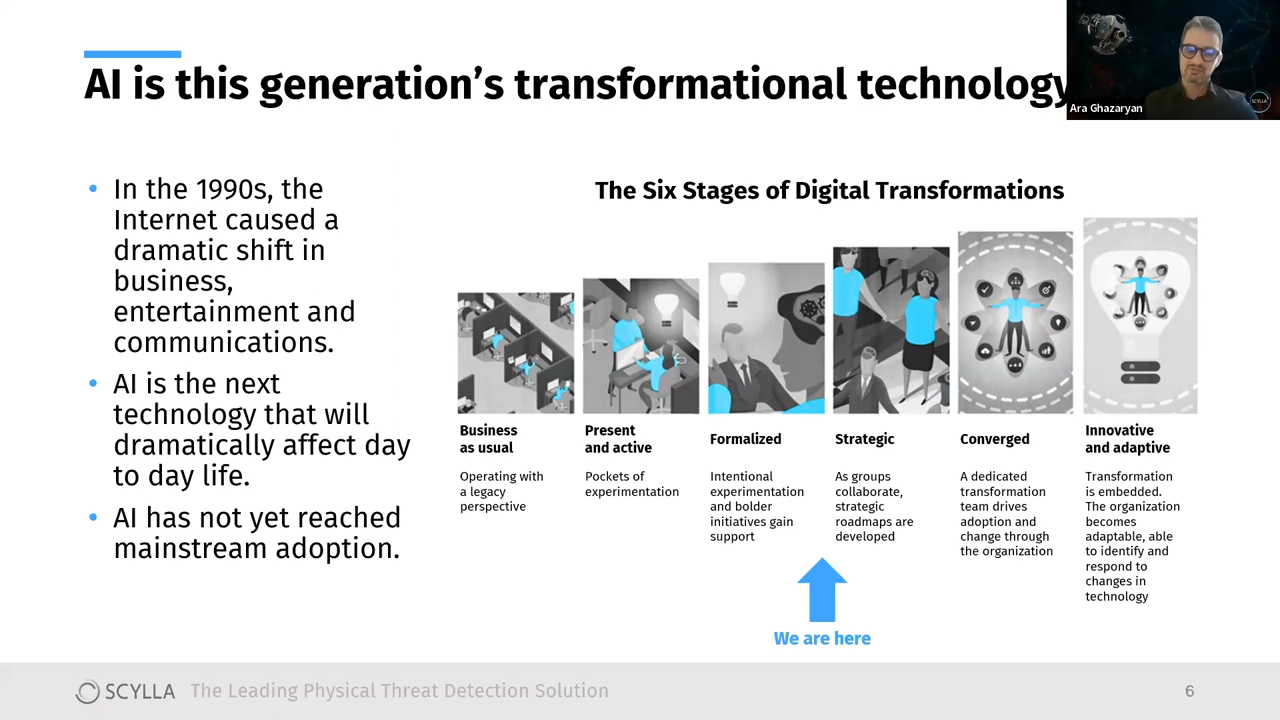 AI is this generation's transformational technology
Ara Ghazaryan
SCYLLA
• In the 1990s, the
Internet caused a
dramatic shift in
business,
entertainment and
communications.
• AI is the next
technology that will
dramatically affect day
to day life.
• AI has not yet reached
mainstream adoption.
The Six Stages of Digital Transformations
Business
as usual
Operating with
a legacy
perspective
Present
and active
Pockets of
experimentation
Formalized
Intentional
experimentation
and bolder
initiatives gain
support
Strategic
As groups
collaborate,
strategic
roadmaps are
developed
Converged
A dedicated
transformation
team drives
adoption and
change through
the organization
Innovative
and adaptive
Transformation
is embedded.
The organization
becomes
adaptable, able
to identify and
respond to
changes in
technology
We are here
SCYLLA The Leading Physical Threat Detection Solution
6